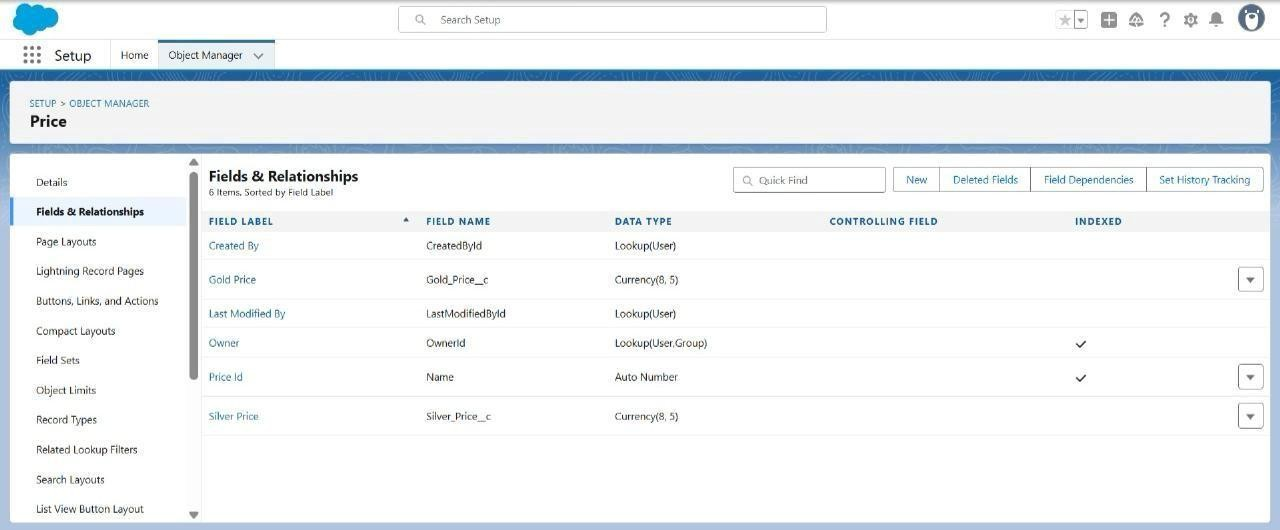 Search Setup
Setup Home Object Manager
SETUP > OBJECT MANAGER
Price
Details
Fields & Relationships
Page Layouts
Lightning Record Pages
Buttons, Links, and Actions
Compact Layouts
Field Sets
Object Limits
Record Types
Related Lookup Filters
Search Layouts
List View Button Layout
Fields & Relationships
6 Items, Sorted by Field Label
Quick Find New Deleted Fields Field Dependencies Set History Tracking
FIELD LABEL FIELD NAME DATA TYPE CONTROLLING FIELD INDEXED
Created By CreatedById Lookup(User)
Gold Price Gold_Price__c Currency(8, 5)
Last Modified By LastModifiedById Lookup(User)
Owner OwnerId Lookup(User,Group)
Price Id Name Auto Number
Silver Price Silver_Price__c Currency(8, 5)